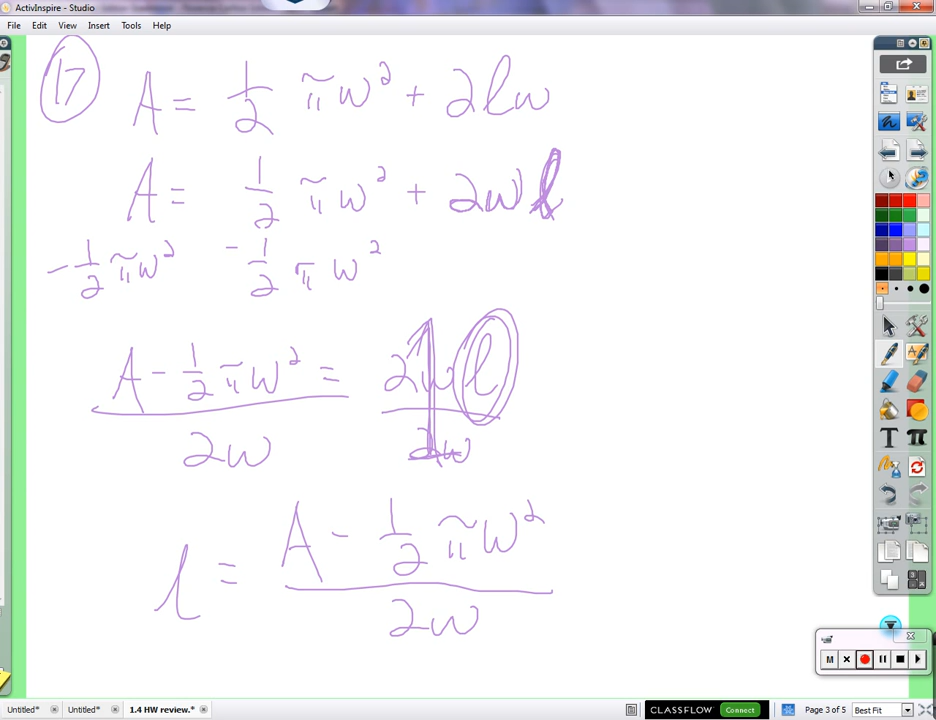 ActivInspire - Studio
File Edit View Insert Tools Help
17 A = 1/2 πw² + 2lw
A = 1/2 πw² + 2wl
-1/2 πw² - 1/2 πw²
A - 1/2 πw² = 2wl
2w 2w
l = A - 1/2 πw²
2w
T π
M
Untitled* Untitled* 1.4 HW review.* CLASSFLOW Connect Page 3 of 5 Best Fit